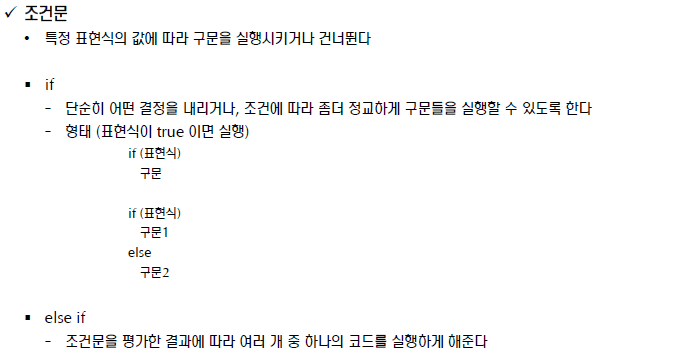 ✓ 조건문
• 특정 표현식의 값에 따라 구문을 실행시키거나 건너뛴다
▪ if
– 단순히 어떤 결정을 내리거나, 조건에 따라 좀더 정교하게 구문들을 실행할 수 있도록 한다
– 형태 (표현식이 true 이면 실행)
if (표현식)
구문
if (표현식)
구문1
else
구문2
▪ else if
– 조건문을 평가한 결과에 따라 여러 개 중 하나의 코드를 실행하게 해준다